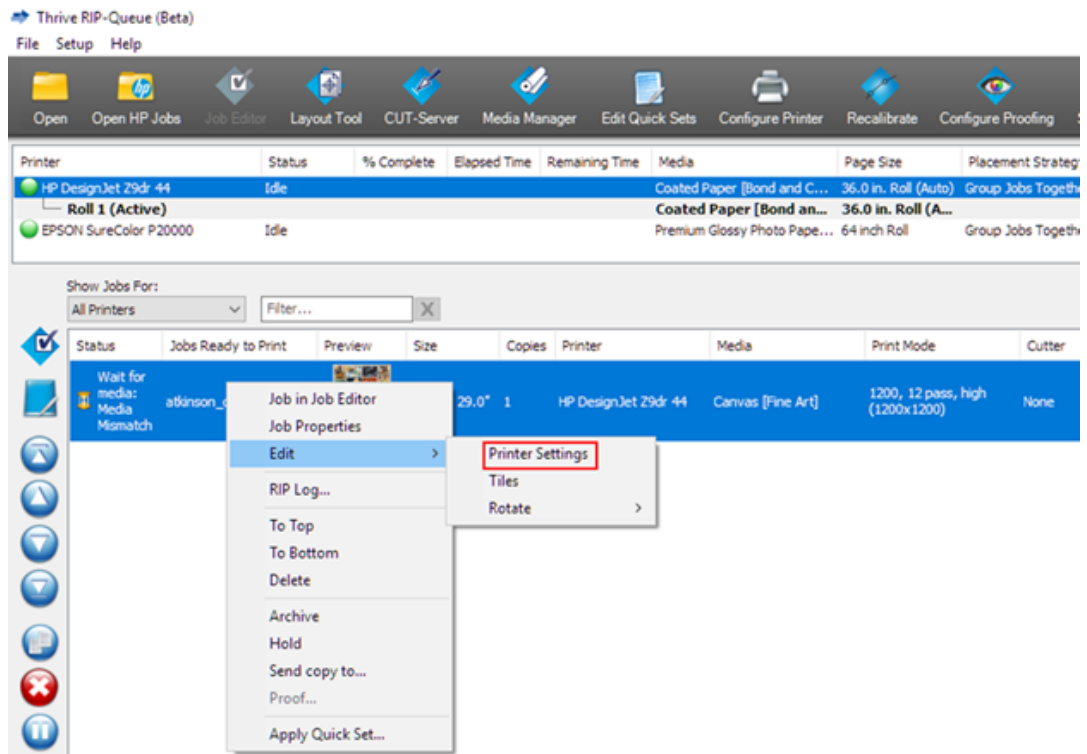 Thrive RIP-Queue (Beta)
File Setup Help
Open Open HP Jobs Job Editor Layout Tool CUT-Server Media Manager Edit Quick Sets Configure Printer Recalibrate Configure Proofing
Printer Status % Complete Elapsed Time Remaining Time Media Page Size Placement Strategy
HP DesignJet Z9dr 44 Idle Coated Paper [Bond and C... 36.0 in. Roll (Auto) Group Jobs Togethe
Roll 1 (Active) Coated Paper [Bond an... 36.0 in. Roll (A...
EPSON SureColor P20000 Idle Premium Glossy Photo Pape... 64 inch Roll Group Jobs Togethe
Show Jobs For:
All Printers Filter... X
Status Jobs Ready to Print Preview Size Copies Printer Media Print Mode Cutter
Wait for
media:
Media
Mismatch
atkinson_ 29.0" 1 HP DesignJet Z9dr 44 Canvas [Fine Art] 1200, 12 pass, high
(1200x1200)
None
Job in Job Editor
Job Properties
Edit >
Printer Settings
Tiles
Rotate >
RIP Log...
To Top
To Bottom
Delete
Archive
Hold
Send copy to...
Proof...
Apply Quick Set...